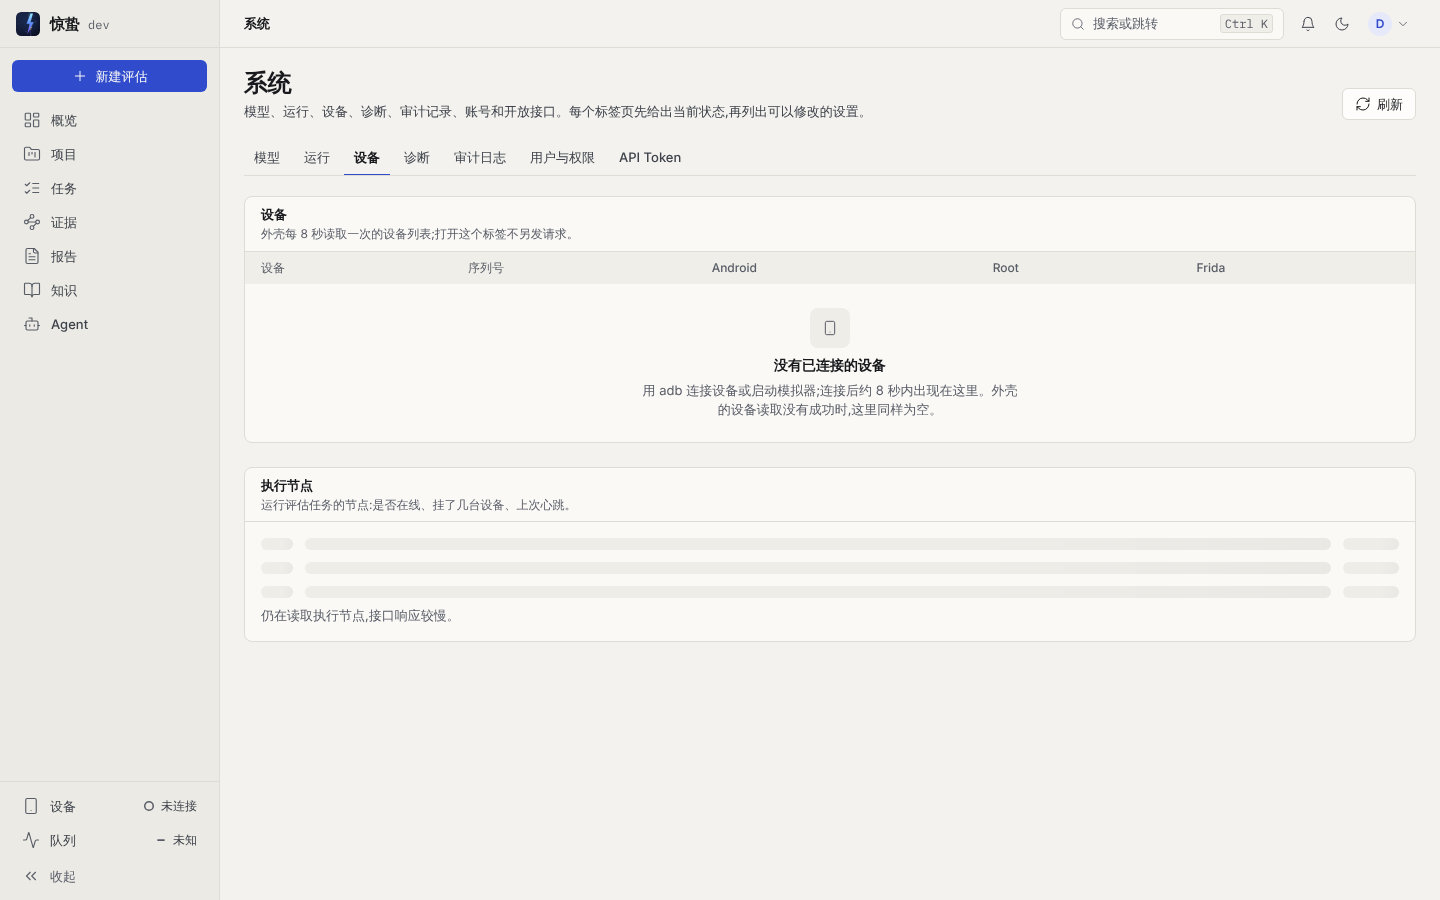 惊蛰 dev
系统
搜索或跳转 Ctrl K
D
新建评估
概览
项目
任务
证据
报告
知识
Agent
系统
模型、运行、设备、诊断、审计记录、账号和开放接口。每个标签页先给出当前状态,再列出可以修改的设置。
刷新
模型 运行 设备 诊断 审计日志 用户与权限 API Token
设备
外壳每 8 秒读取一次的设备列表;打开这个标签不另发请求。
设备 序列号 Android Root Frida
没有已连接的设备
用 adb 连接设备或启动模拟器;连接后约 8 秒内出现在这里。外壳
的设备读取没有成功时,这里同样为空。
执行节点
运行评估任务的节点:是否在线、挂了几台设备、上次心跳。
仍在读取执行节点,接口响应较慢。
设备 未连接
队列 未知
收起